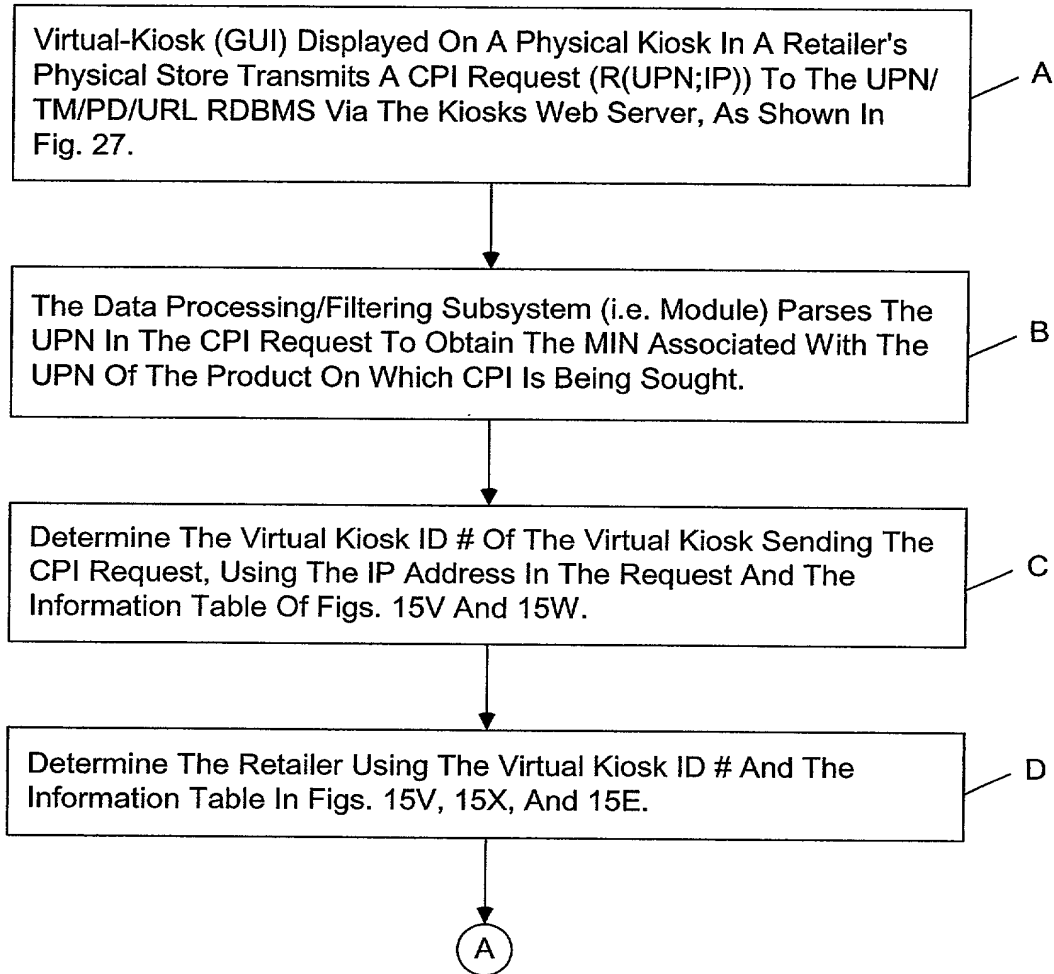 Virtual-Kiosk (GUI) Displayed On A Physical Kiosk In A Retailer's
Physical Store Transmits A CPI Request (R(UPN;IP)) To The UPN/
TM/PD/URL RDBMS Via The Kiosks Web Server, As Shown In
Fig. 27.
A
The Data Processing/Filtering Subsystem (i.e. Module) Parses The
UPN In The CPI Request To Obtain The MIN Associated With The
UPN Of The Product On Which CPI Is Being Sought.
B
Determine The Virtual Kiosk ID # Of The Virtual Kiosk Sending The
CPI Request, Using The IP Address In The Request And The
Information Table Of Figs. 15V And 15W.
C
Determine The Retailer Using The Virtual Kiosk ID # And The
Information Table In Figs. 15V, 15X, And 15E.
D
A